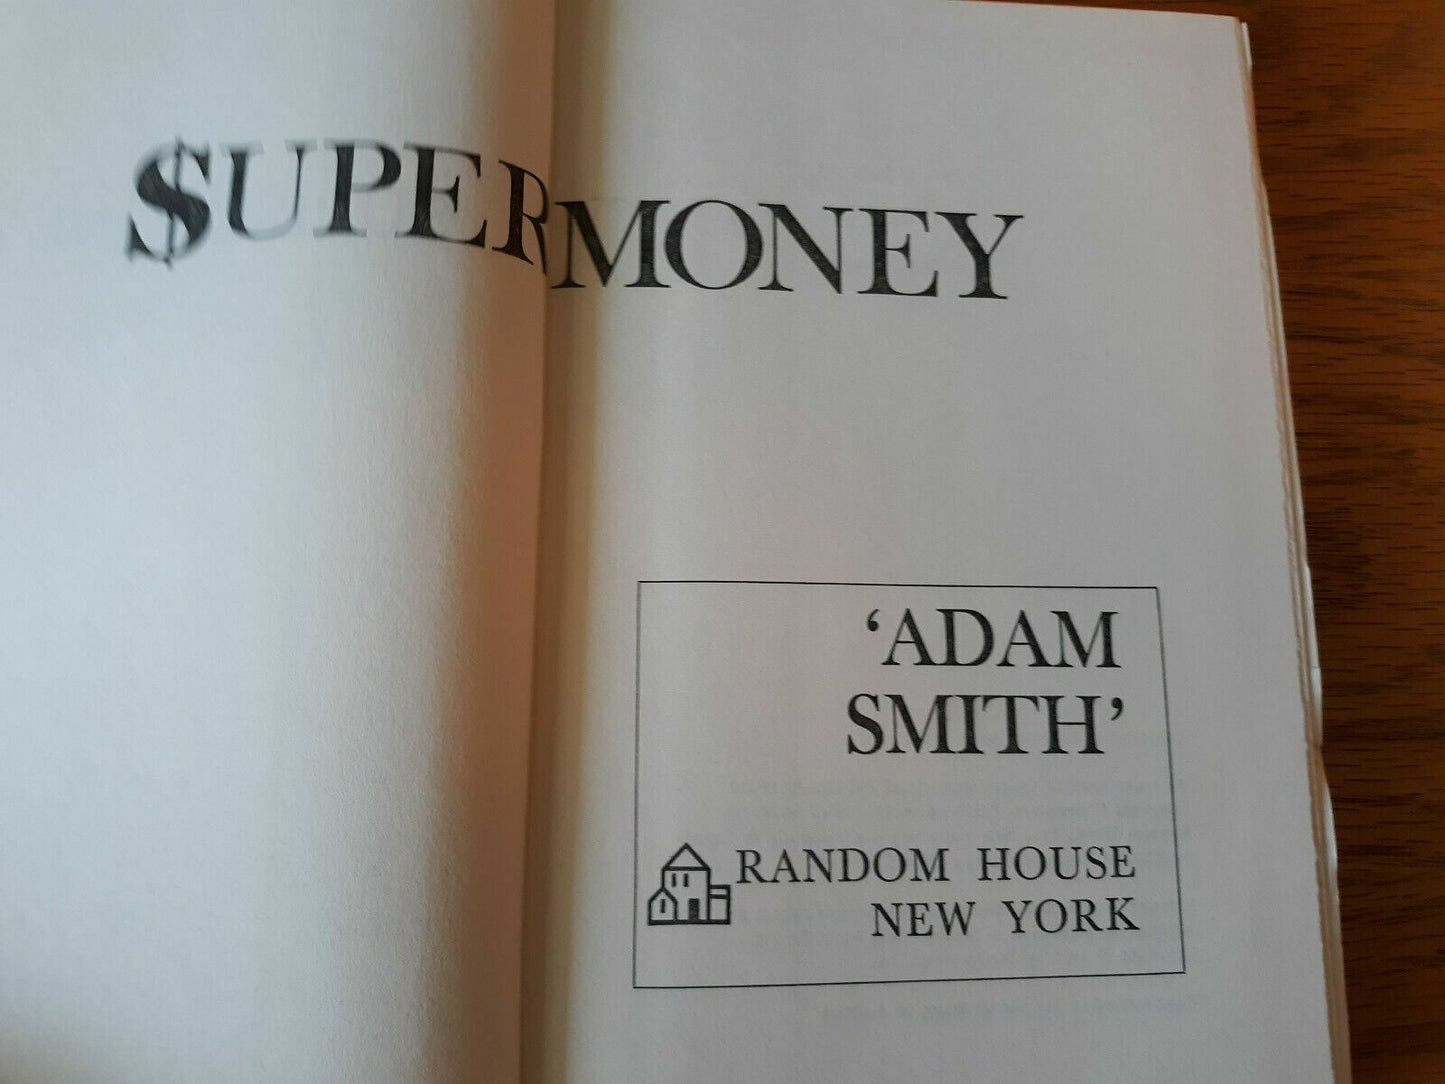 $UPERMONEY
‘ADAM
SMITH’
RANDOM HOUSE
NEW YORK